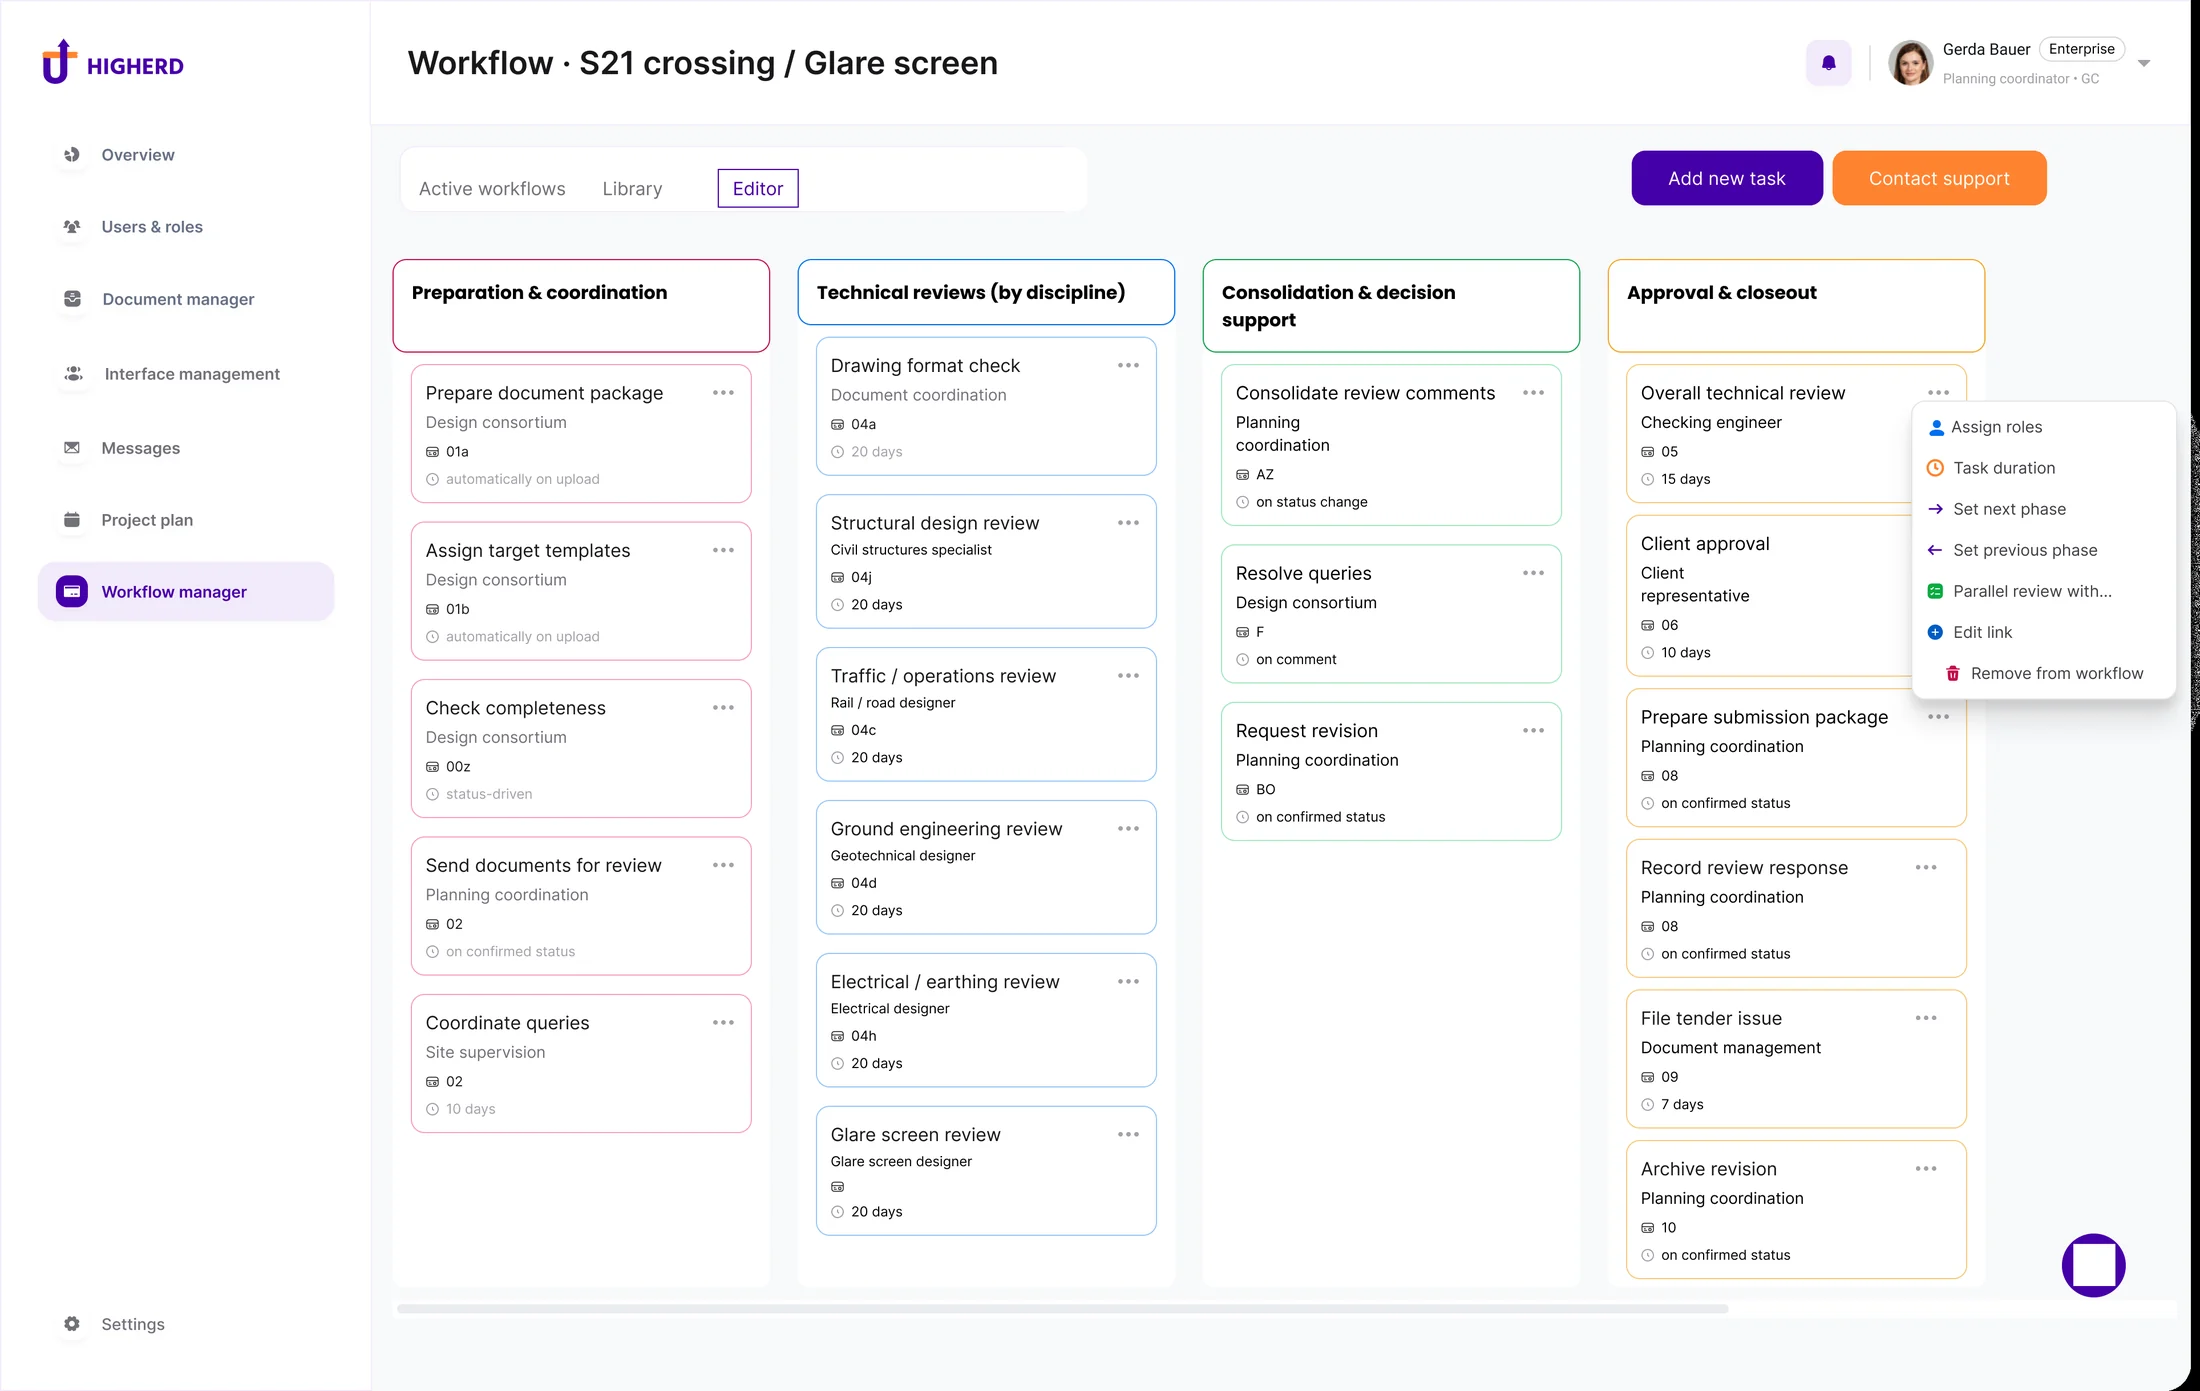 HIGHERD
Overview
Users & roles
Document manager
Interface management
Messages
Project plan
Workflow manager
Settings
Workflow · S21 crossing / Glare screen
Gerda Bauer
Enterprise
Planning coordinator • GC
Active workflows
Library
Editor
Add new task
Contact support
Preparation & coordination
Prepare document package
Design consortium
01a
automatically on upload
Assign target templates
Design consortium
01b
automatically on upload
Check completeness
Design consortium
00z
status-driven
Send documents for review
Planning coordination
02
on confirmed status
Coordinate queries
Site supervision
02
10 days
Technical reviews (by discipline)
Drawing format check
Document coordination
04a
20 days
Structural design review
Civil structures specialist
04j
20 days
Traffic / operations review
Rail / road designer
04c
20 days
Ground engineering review
Geotechnical designer
04d
20 days
Electrical / earthing review
Electrical designer
04h
20 days
Glare screen review
Glare screen designer
20 days
Consolidation & decision
support
Consolidate review comments
Planning
coordination
AZ
on status change
Resolve queries
Design consortium
F
on comment
Request revision
Planning coordination
BO
on confirmed status
Approval & closeout
Overall technical review
Checking engineer
05
15 days
Client approval
Client
representative
06
10 days
Prepare submission package
Planning coordination
08
on confirmed status
Record review response
Planning coordination
08
on confirmed status
File tender issue
Document management
09
7 days
Archive revision
Planning coordination
10
on confirmed status
Assign roles
Task duration
Set next phase
Set previous phase
Parallel review with...
Edit link
Remove from workflow